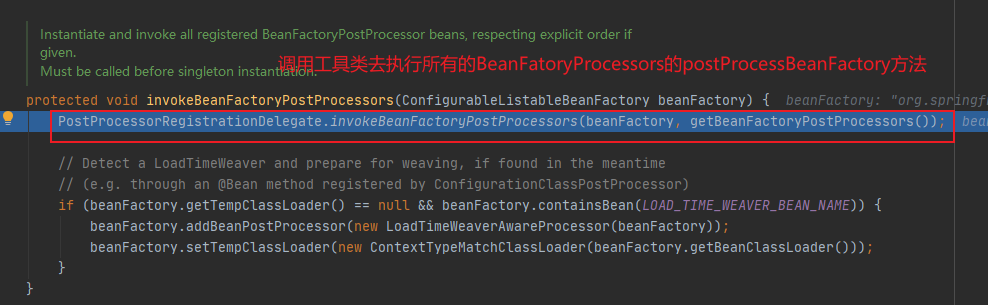 Instantiate and invoke all registered BeanFactoryPostProcessor beans, respecting explicit order if
given.
Must be called before singleton instantiation.
调用工具类去执行所有的BeanFatoryProcessors的postProcessBeanFactory方法
protected void invokeBeanFactoryPostProcessors(ConfigurableListableBeanFactory beanFactory) { beanFactory: "org.springf
PostProcessorRegistrationDelegate.invokeBeanFactoryPostProcessors(beanFactory, getBeanFactoryPostProcessors()); bean
// Detect a LoadTimeWeaver and prepare for weaving, if found in the meantime
// (e.g. through an @Bean method registered by ConfigurationClassPostProcessor)
if (beanFactory.getTempClassLoader() == null && beanFactory.containsBean(LOAD_TIME_WEAVER_BEAN_NAME)) {
beanFactory.addBeanPostProcessor(new LoadTimeWeaverAwareProcessor(beanFactory));
beanFactory.setTempClassLoader(new ContextTypeMatchClassLoader(beanFactory.getBeanClassLoader()));
}
}